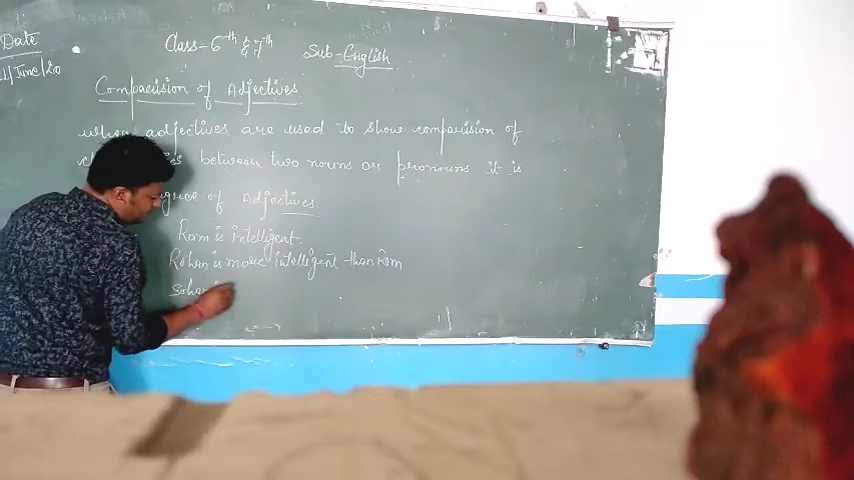 Date
Class-6th & 7th Sub-English
1/June/20
Comparision of Adjectives
when adjectives are used to show comparision of
between two nouns or pronouns it is
of Adjectives.
Ram is intelligent.
Rohan is more intelligent than Ram
Sohan